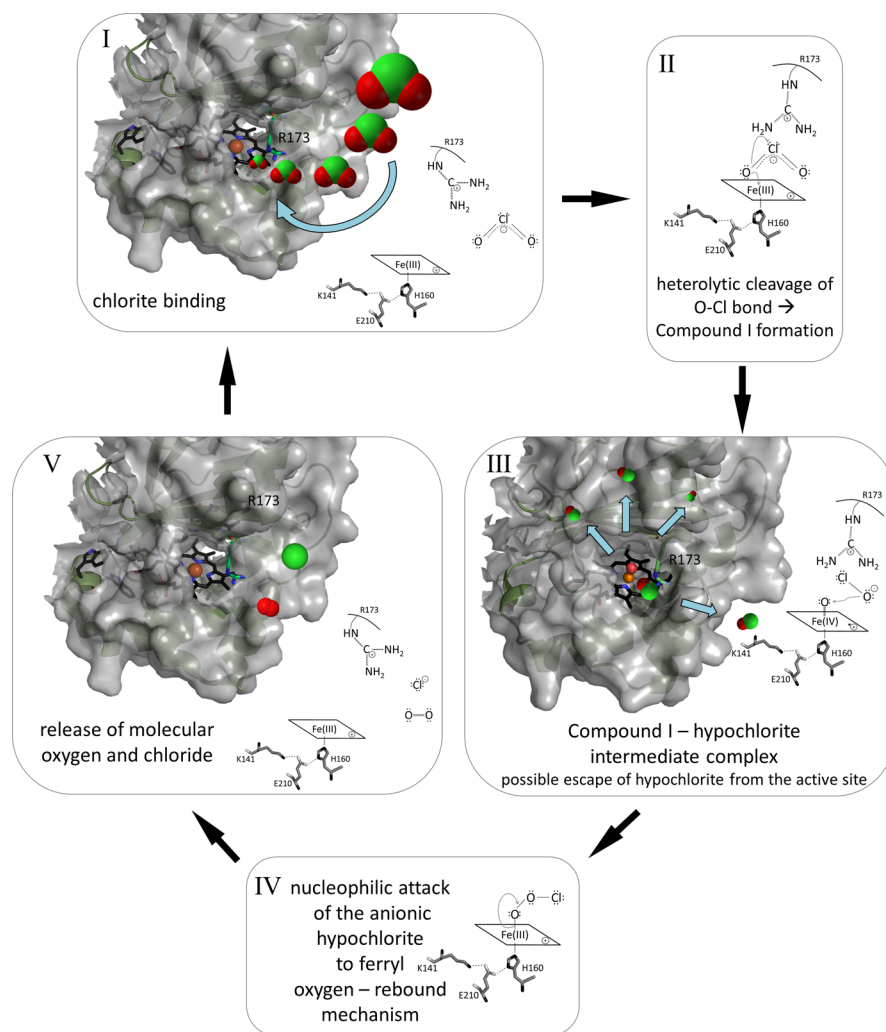 I
R173
R173
HN
C
⊕
NH₂
NH₂
Cl
⊖
O
O
Fe(III)
⊕
K141
E210
H160
chlorite binding
II
R173
HN
C
⊕
H₂N
NH₂
Cl
⊖
O
O
Fe(III)
⊕
K141
H160
E210
heterolytic cleavage of
O-Cl bond →
Compound I formation
III
R173
R173
HN
C
⊕
H₂N
NH₂
Cl
O
⊖
O
Fe(IV)
•⊕
K141
H160
E210
Compound I – hypochlorite
intermediate complex
possible escape of hypochlorite from the active site
IV
nucleophilic attack
of the anionic
hypochlorite
to ferryl
oxygen – rebound
mechanism
O
Cl
O
Fe(III)
⊕
K141
H160
E210
V
R173
R173
HN
C
⊕
NH₂
NH₂
Cl
⊖
O
O
Fe(III)
⊕
K141
H160
E210
release of molecular
oxygen and chloride